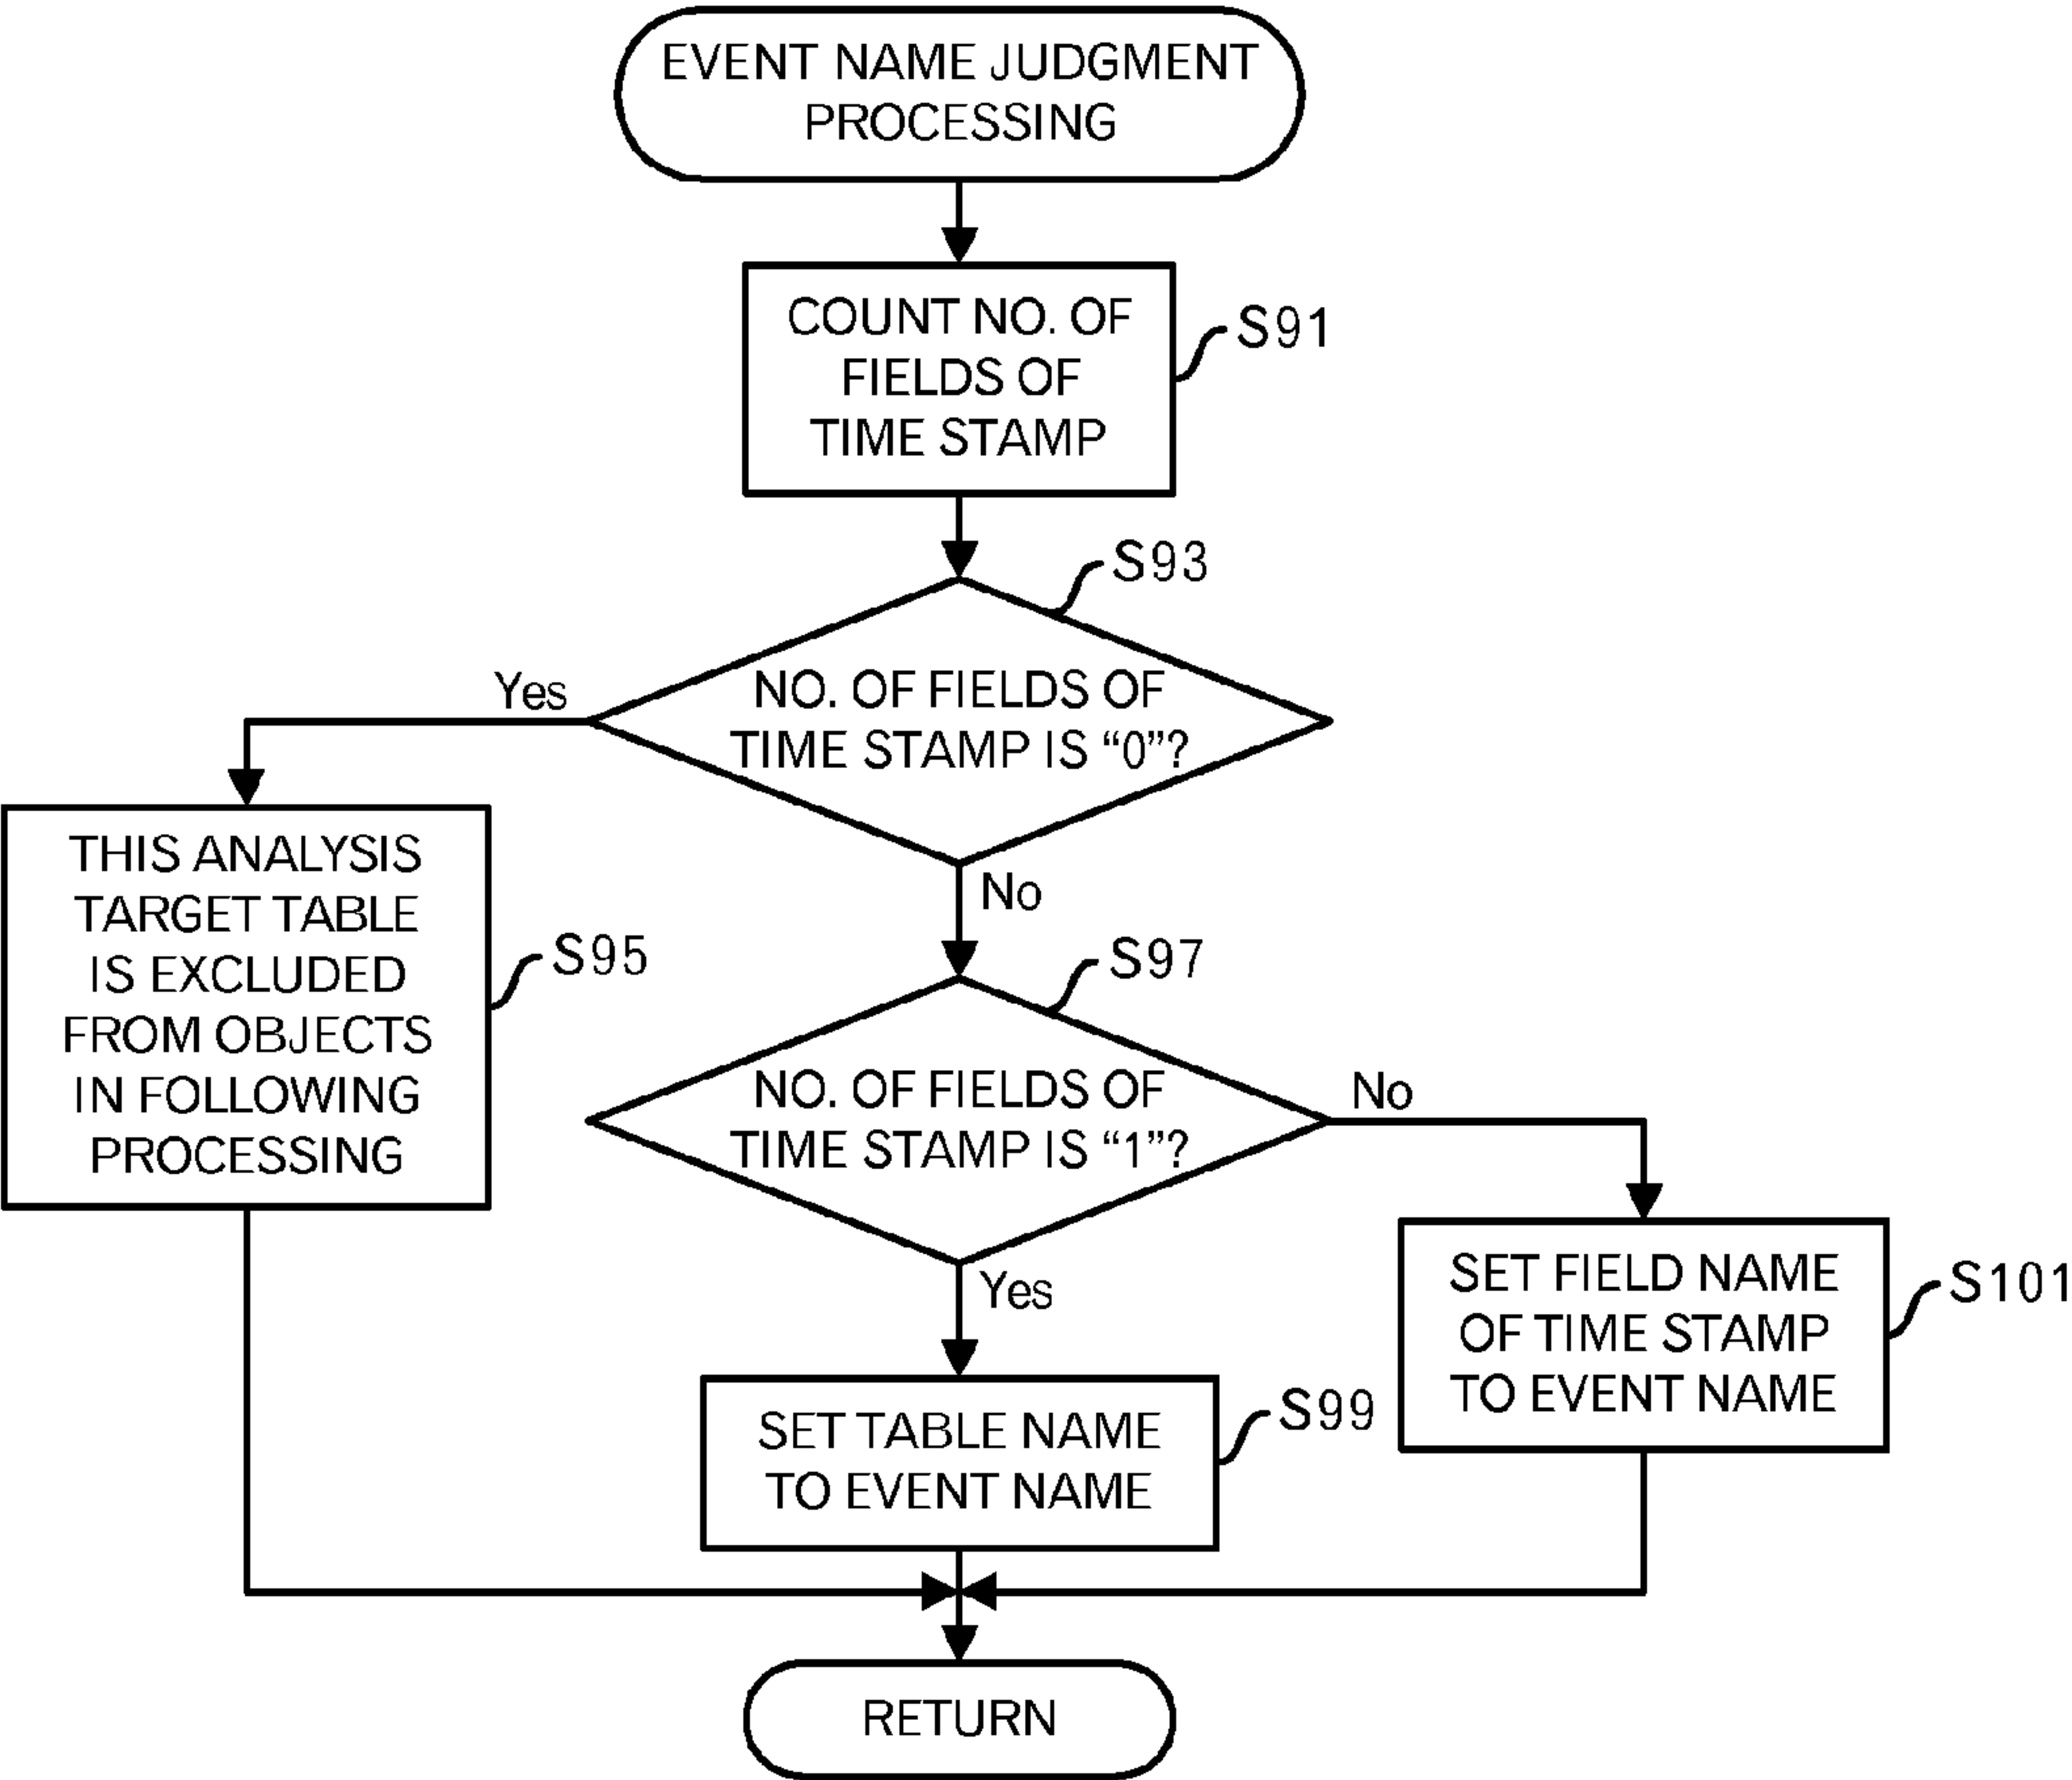 EVENT NAME JUDGMENT
PROCESSING
COUNT NO. OF
FIELDS OF
TIME STAMP
S91
S93
NO. OF FIELDS OF
TIME STAMP IS “0”?
Yes
No
THIS ANALYSIS
TARGET TABLE
IS EXCLUDED
FROM OBJECTS
IN FOLLOWING
PROCESSING
S95
S97
NO. OF FIELDS OF
TIME STAMP IS “1”?
No
Yes
SET FIELD NAME
OF TIME STAMP
TO EVENT NAME
S101
SET TABLE NAME
TO EVENT NAME
S99
RETURN